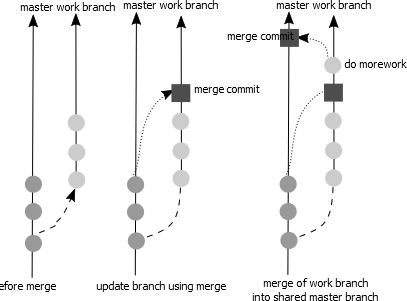 master work branch
master work branch
master work branch
merge commit
do morework
merge commit
efore merge
update branch using merge
merge of work branch
into shared master branch